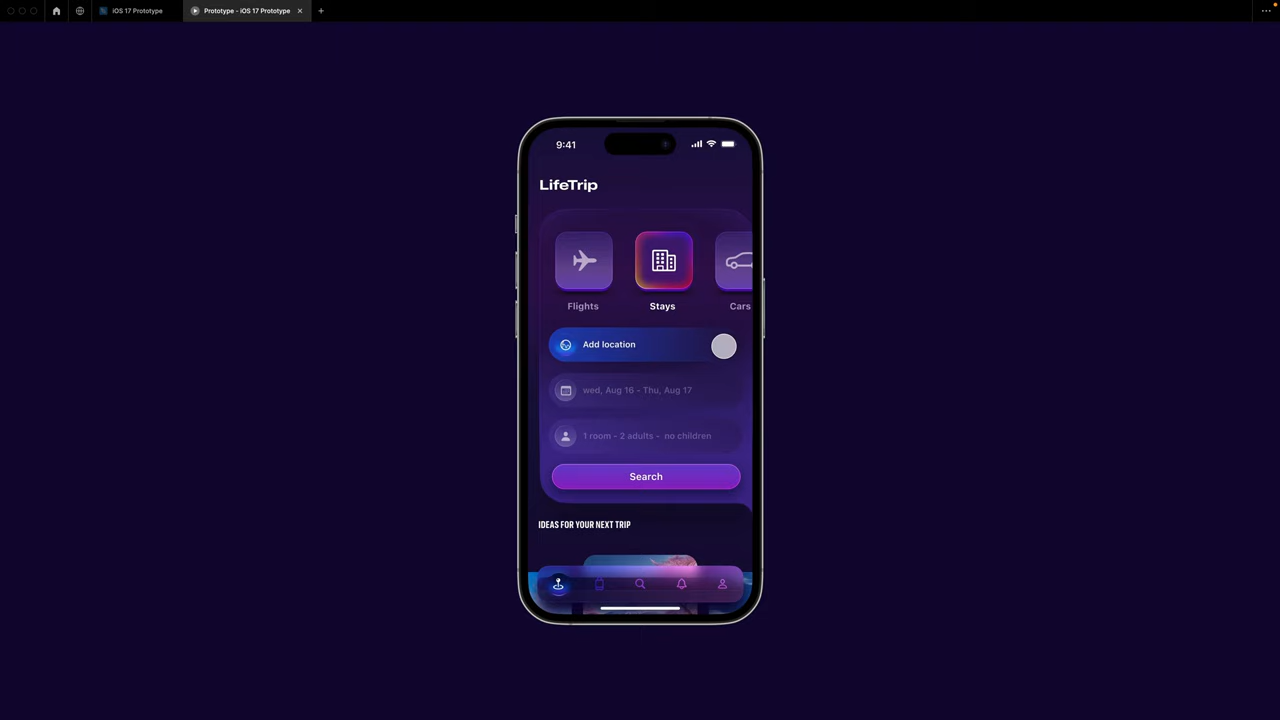 iOS 17 Prototype
Prototype - iOS 17 Prototype
9:41
LifeTrip
Flights
Stays
Cars
Add location
wed, Aug 16 - Thu, Aug 17
1 room - 2 adults - no children
Search
IDEAS FOR YOUR NEXT TRIP